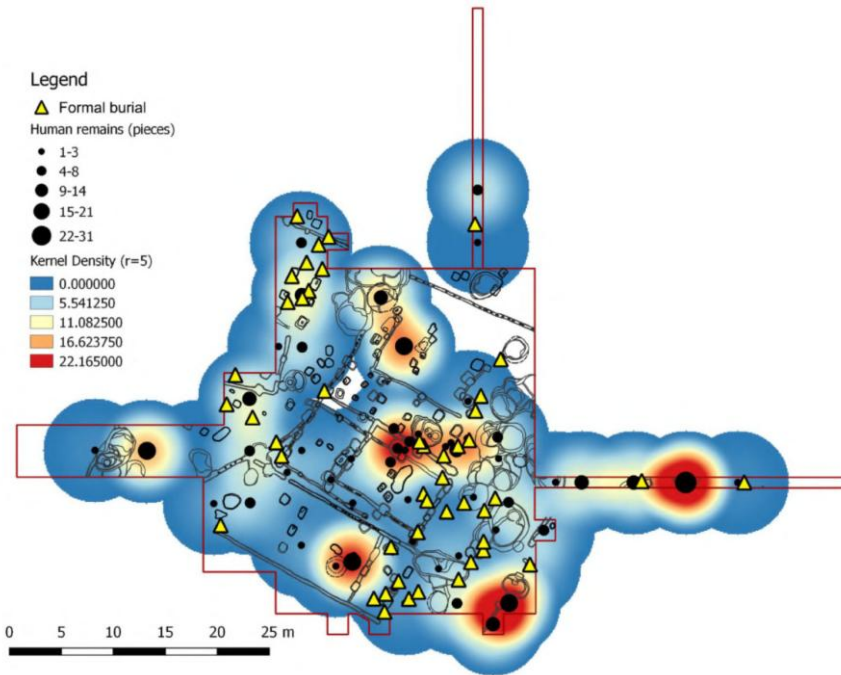 Legend
Formal burial
Human remains (pieces)
1-3
4-8
9-14
15-21
22-31
Kernel Density (r=5)
0.000000
5.541250
11.082500
16.623750
22.165000
0 5 10 15 20 25 m